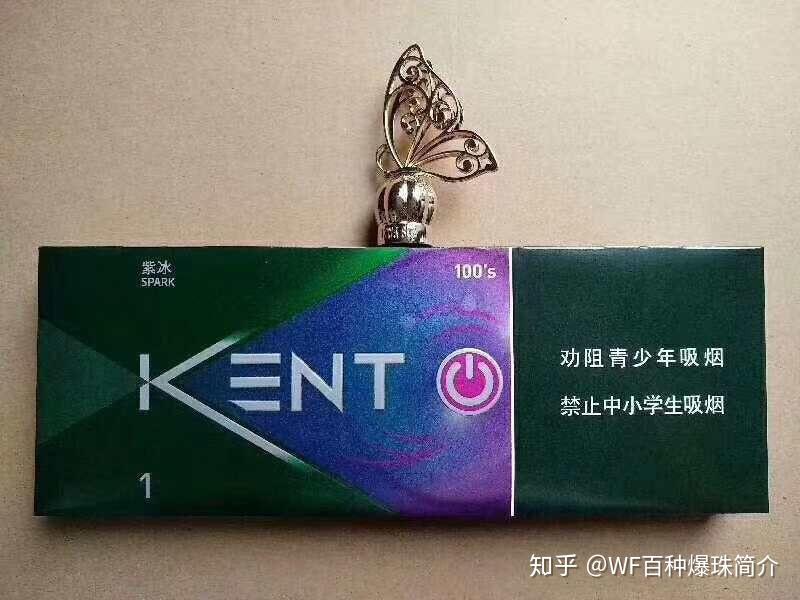 紫冰
SPARK
100's
KENT
1
劝阻青少年吸烟
禁止中小学生吸烟
知乎 @WF百种爆珠简介